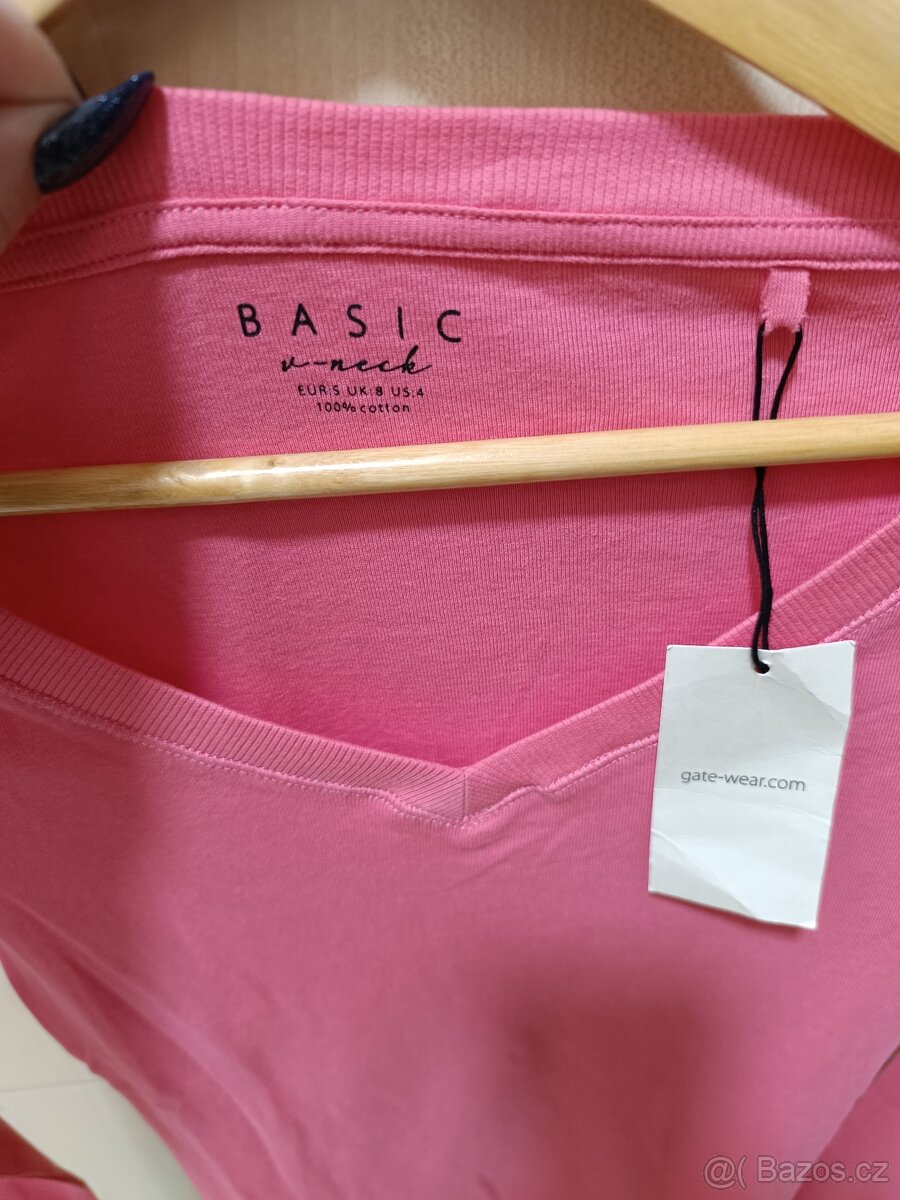 BASIC
v-neck
EUR:S UK:8 US:4
100% cotton
gate-wear.com
@( Bazos.cz